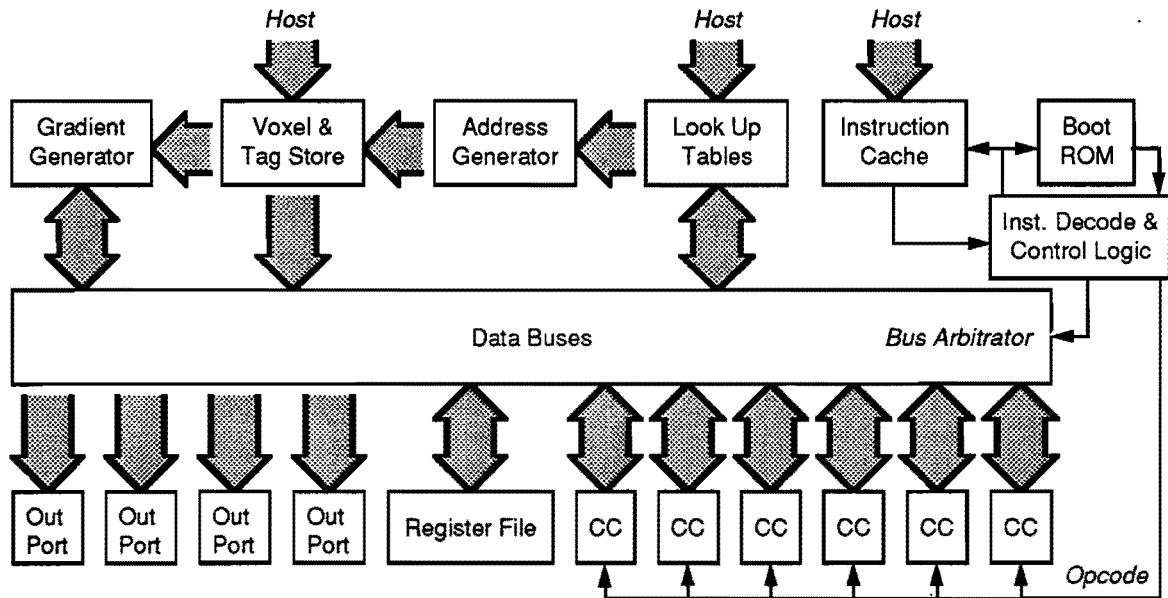 Host
Host
Host
Gradient
Generator
Voxel &
Tag Store
Address
Generator
Look Up
Tables
Instruction
Cache
Boot
ROM
Inst. Decode &
Control Logic
Data Buses
Bus Arbitrator
Out
Port
Out
Port
Out
Port
Out
Port
Register File
CC
CC
CC
CC
CC
CC
Opcode